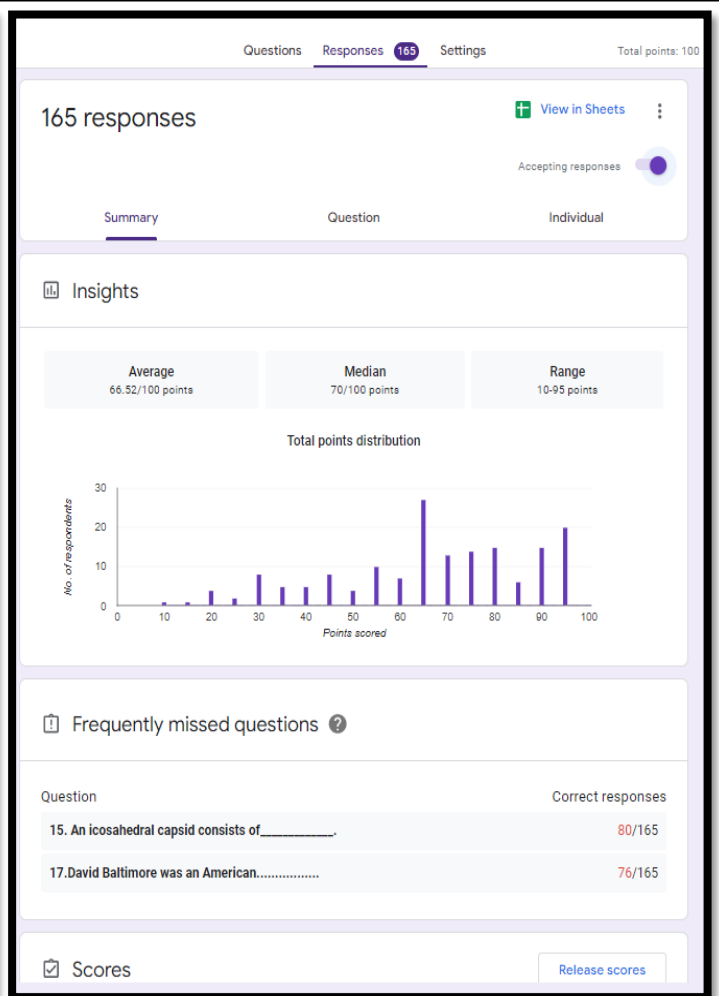 Questions Responses 165 Settings Total points: 100
165 responses
View in Sheets
Accepting responses
Summary Question Individual
Insights
Average Median Range
66.52/100 points 70/100 points 10-95 points
Total points distribution
No. of respondents
30
20
10
0
0 10 20 30 40 50 60 70 80 90 100
Points scored
Frequently missed questions ?
Question Correct responses
15. An icosahedral capsid consists of_____________. 80/165
17.David Baltimore was an American................. 76/165
Scores Release scores